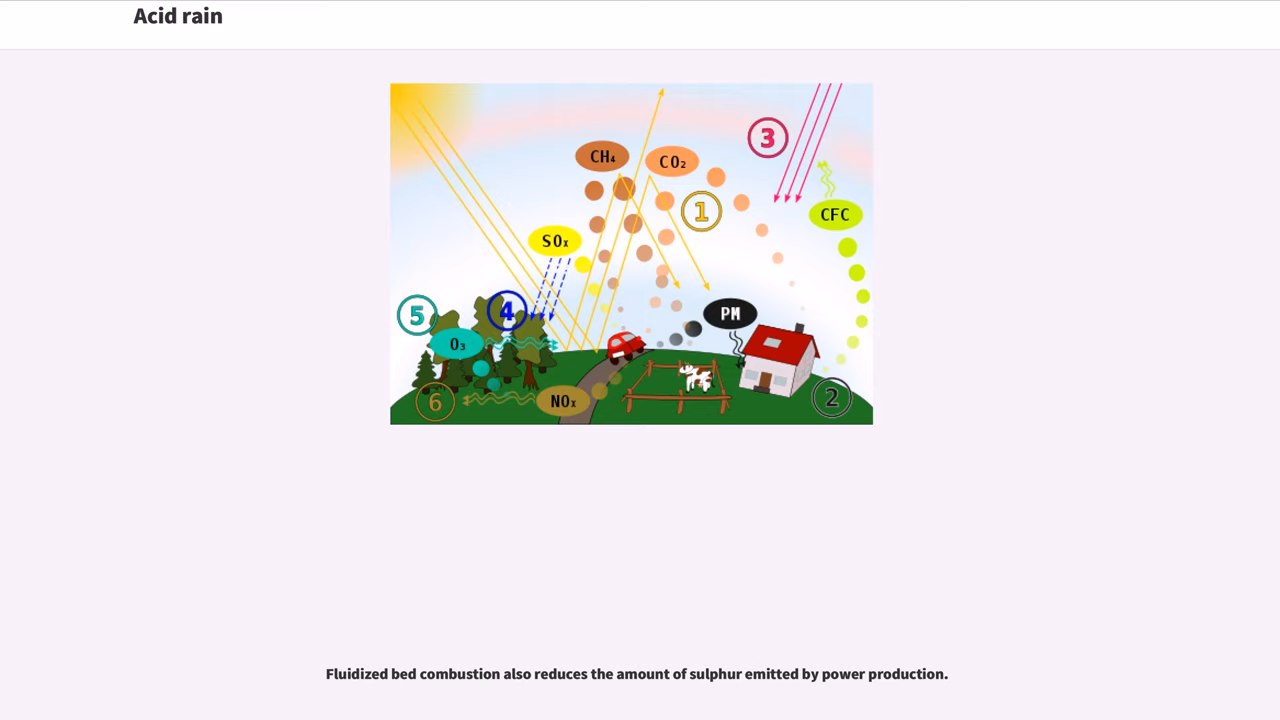 Acid rain
CH₄
CO₂
3
1
CFC
SOₓ
5
4
PM
O₃
6
NOₓ
2
Fluidized bed combustion also reduces the amount of sulphur emitted by power production.